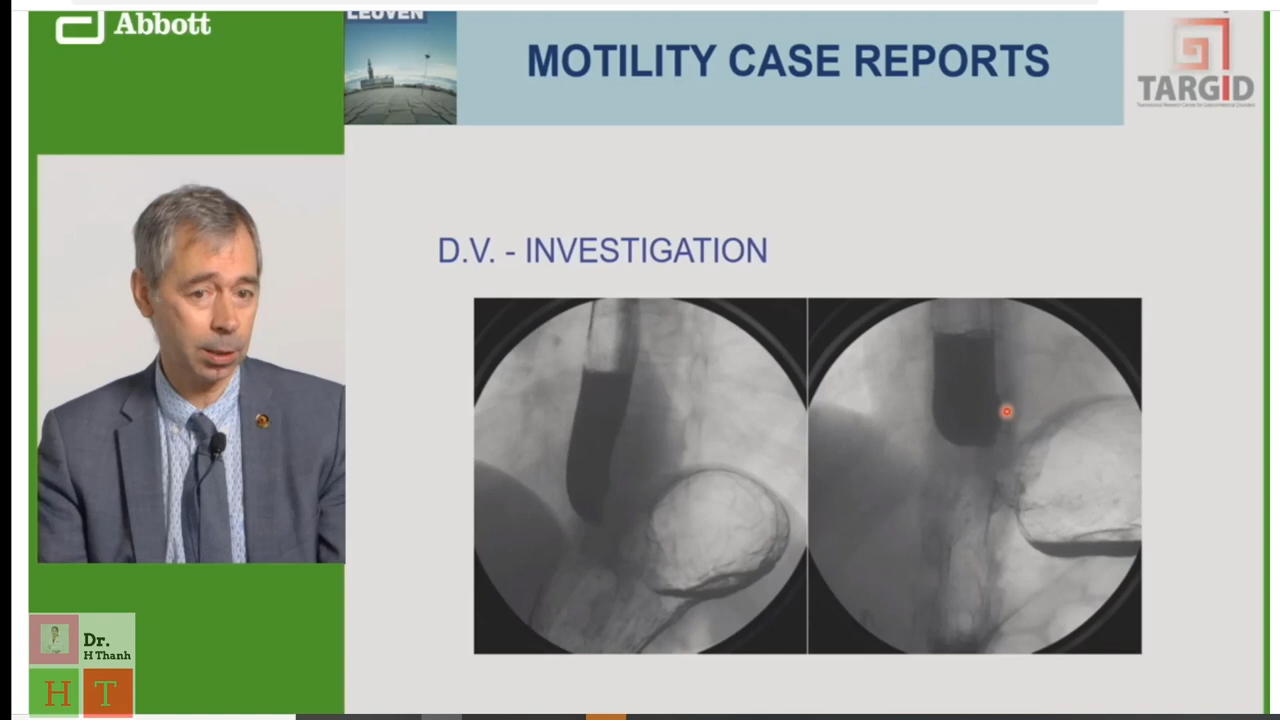 Abbott
LEUVEN
MOTILITY CASE REPORTS
TARGID
D.V. - INVESTIGATION
Dr.
H Thanh
H T